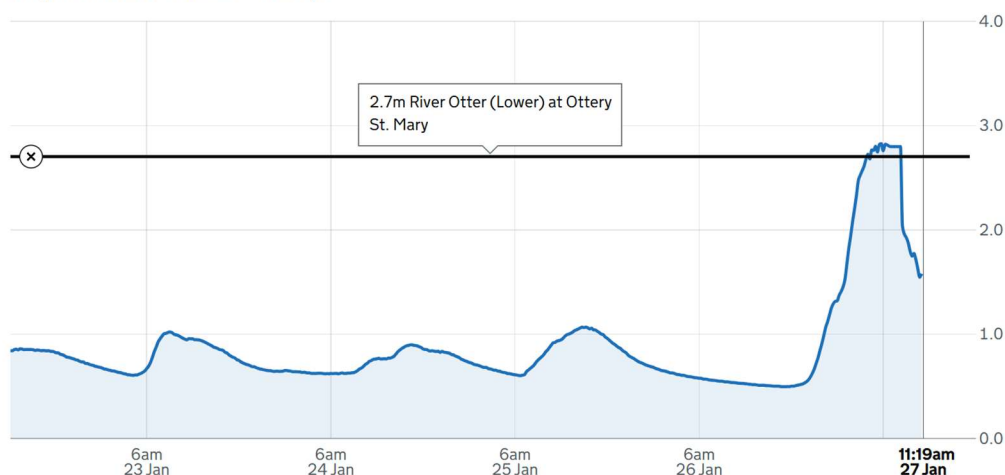 4.0
2.7m River Otter (Lower) at Ottery
St. Mary
3.0
2.0
1.0
0.0
6am
23 Jan
6am
24 Jan
6am
25 Jan
6am
26 Jan
11:19am
27 Jan